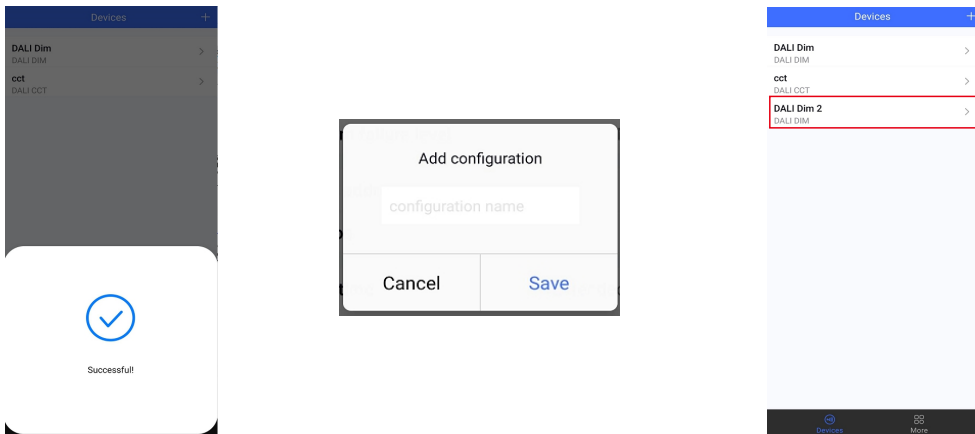 Devices +
DALI Dim
DALI DIM
cct
DALI CCT
Successful!
Add configuration
configuration name
Cancel
Save
Devices +
DALI Dim
DALI DIM
cct
DALI CCT
DALI Dim 2
DALI DIM
Devices
More